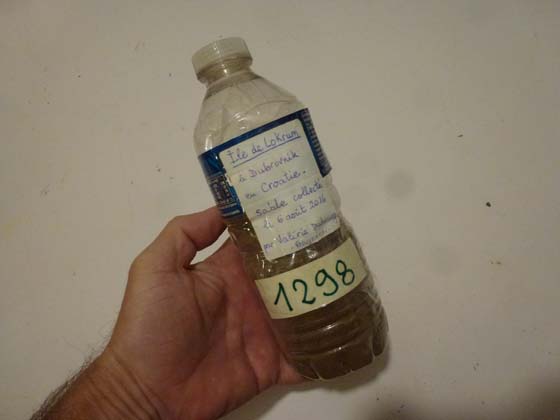 Île de Lokrum
à Dubrovnik
en Croatie.
Sable collecté
le 6 août 2016
par Valérie
1298